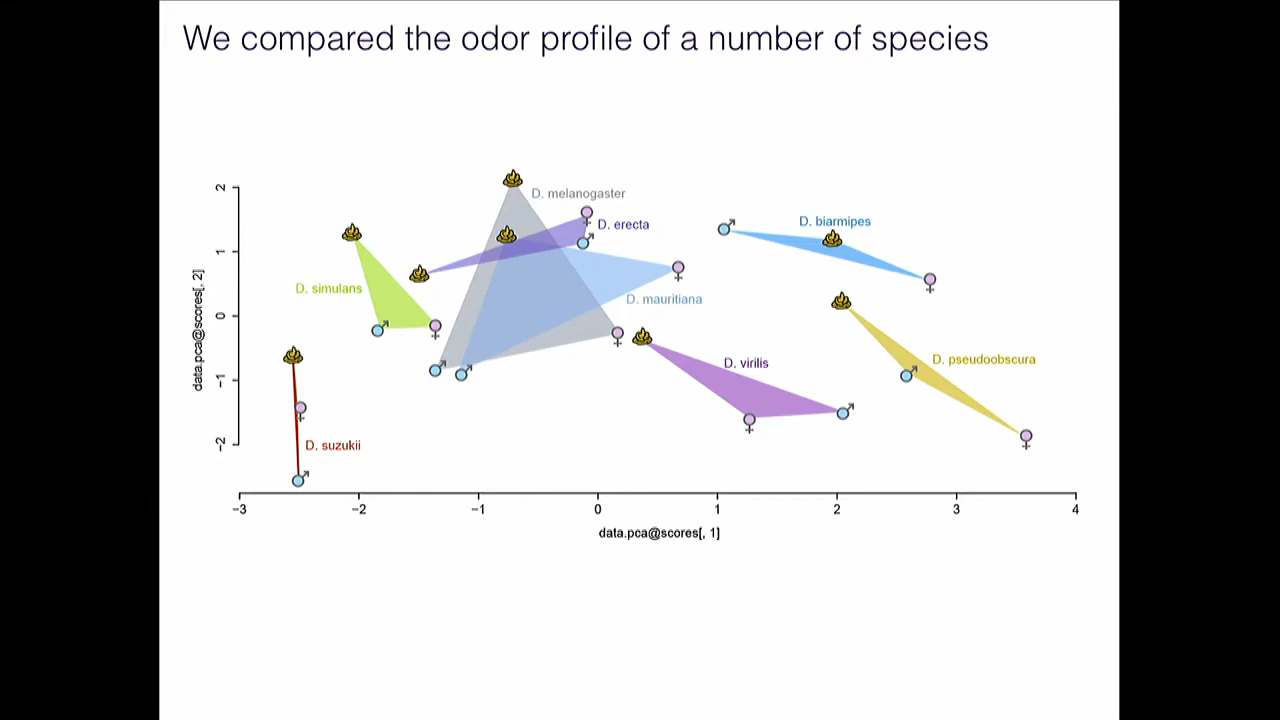 We compared the odor profile of a number of species
D. melanogaster
D. erecta
D. biarmipes
D. simulans
D. mauritiana
D. virilis
D. pseudoobscura
D. suzukii
data.pca@scores[, 2]
2
1
0
−1
−2
−3
−2
−1
0
1
2
3
4
data.pca@scores[, 1]